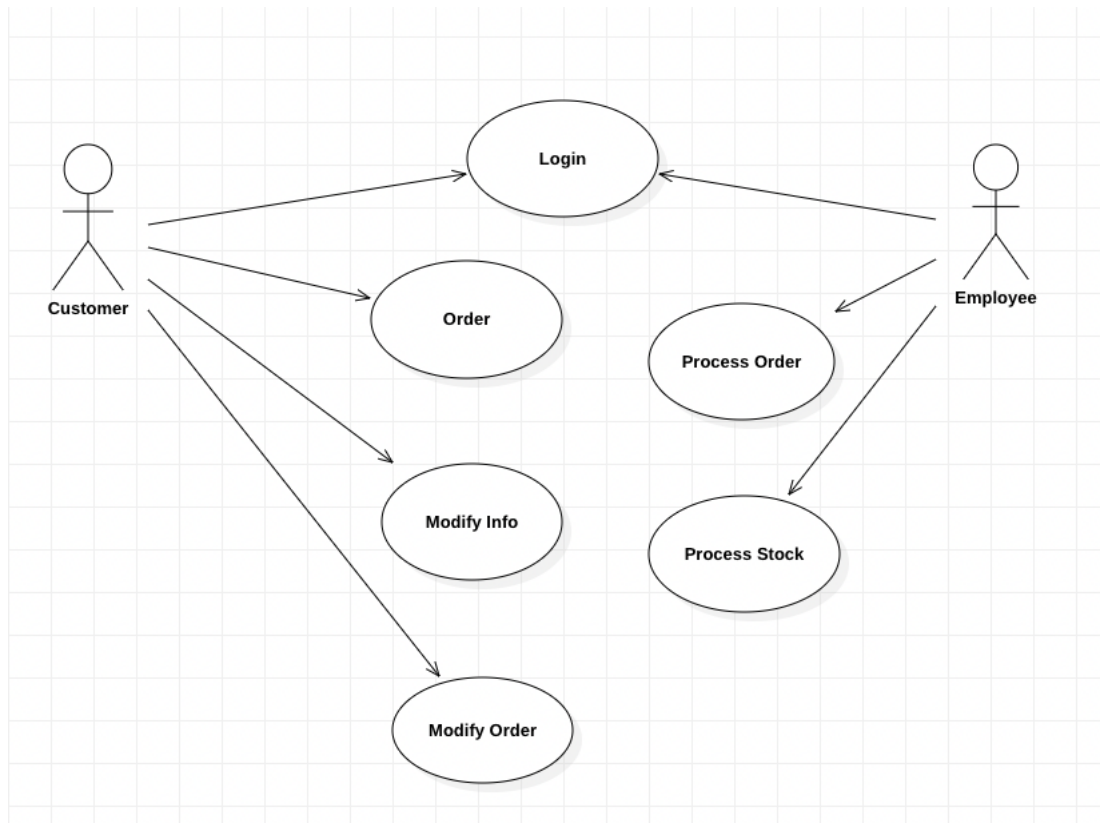 Login
Customer
Employee
Order
Process Order
Modify Info
Process Stock
Modify Order